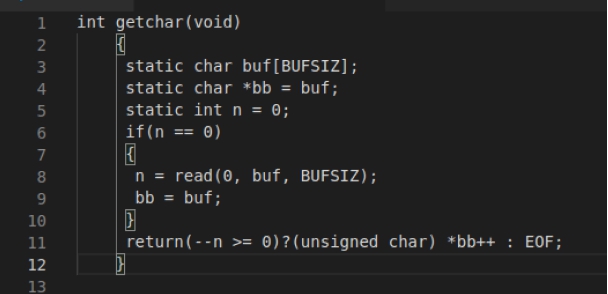 1 int getchar(void)
2 {
3 static char buf[BUFSIZ];
4 static char *bb = buf;
5 static int n = 0;
6 if(n == 0)
7 {
8 n = read(0, buf, BUFSIZ);
9 bb = buf;
10 }
11 return(--n >= 0)?(unsigned char) *bb++ : EOF;
12 }
13